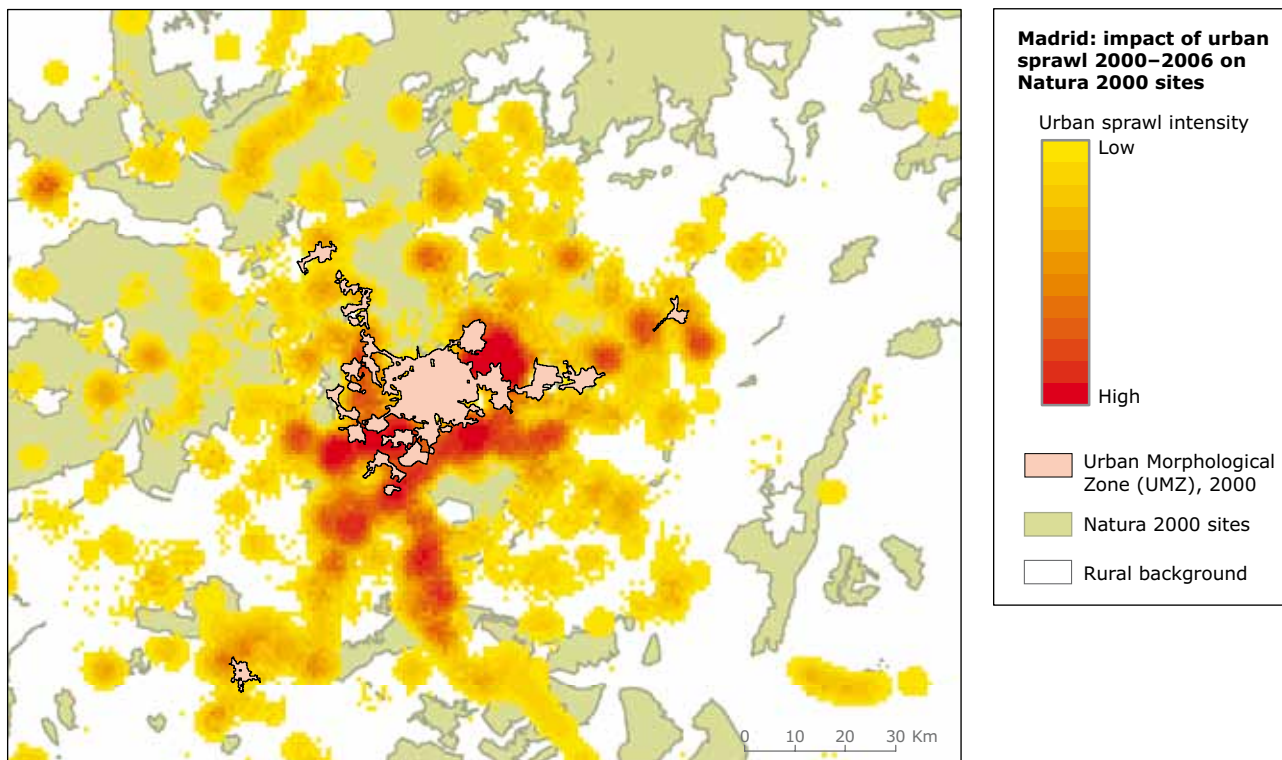 Madrid: impact of urban
sprawl 2000–2006 on
Natura 2000 sites
Urban sprawl intensity
Low
High
Urban Morphological
Zone (UMZ), 2000
Natura 2000 sites
Rural background
0 10 20 30 Km